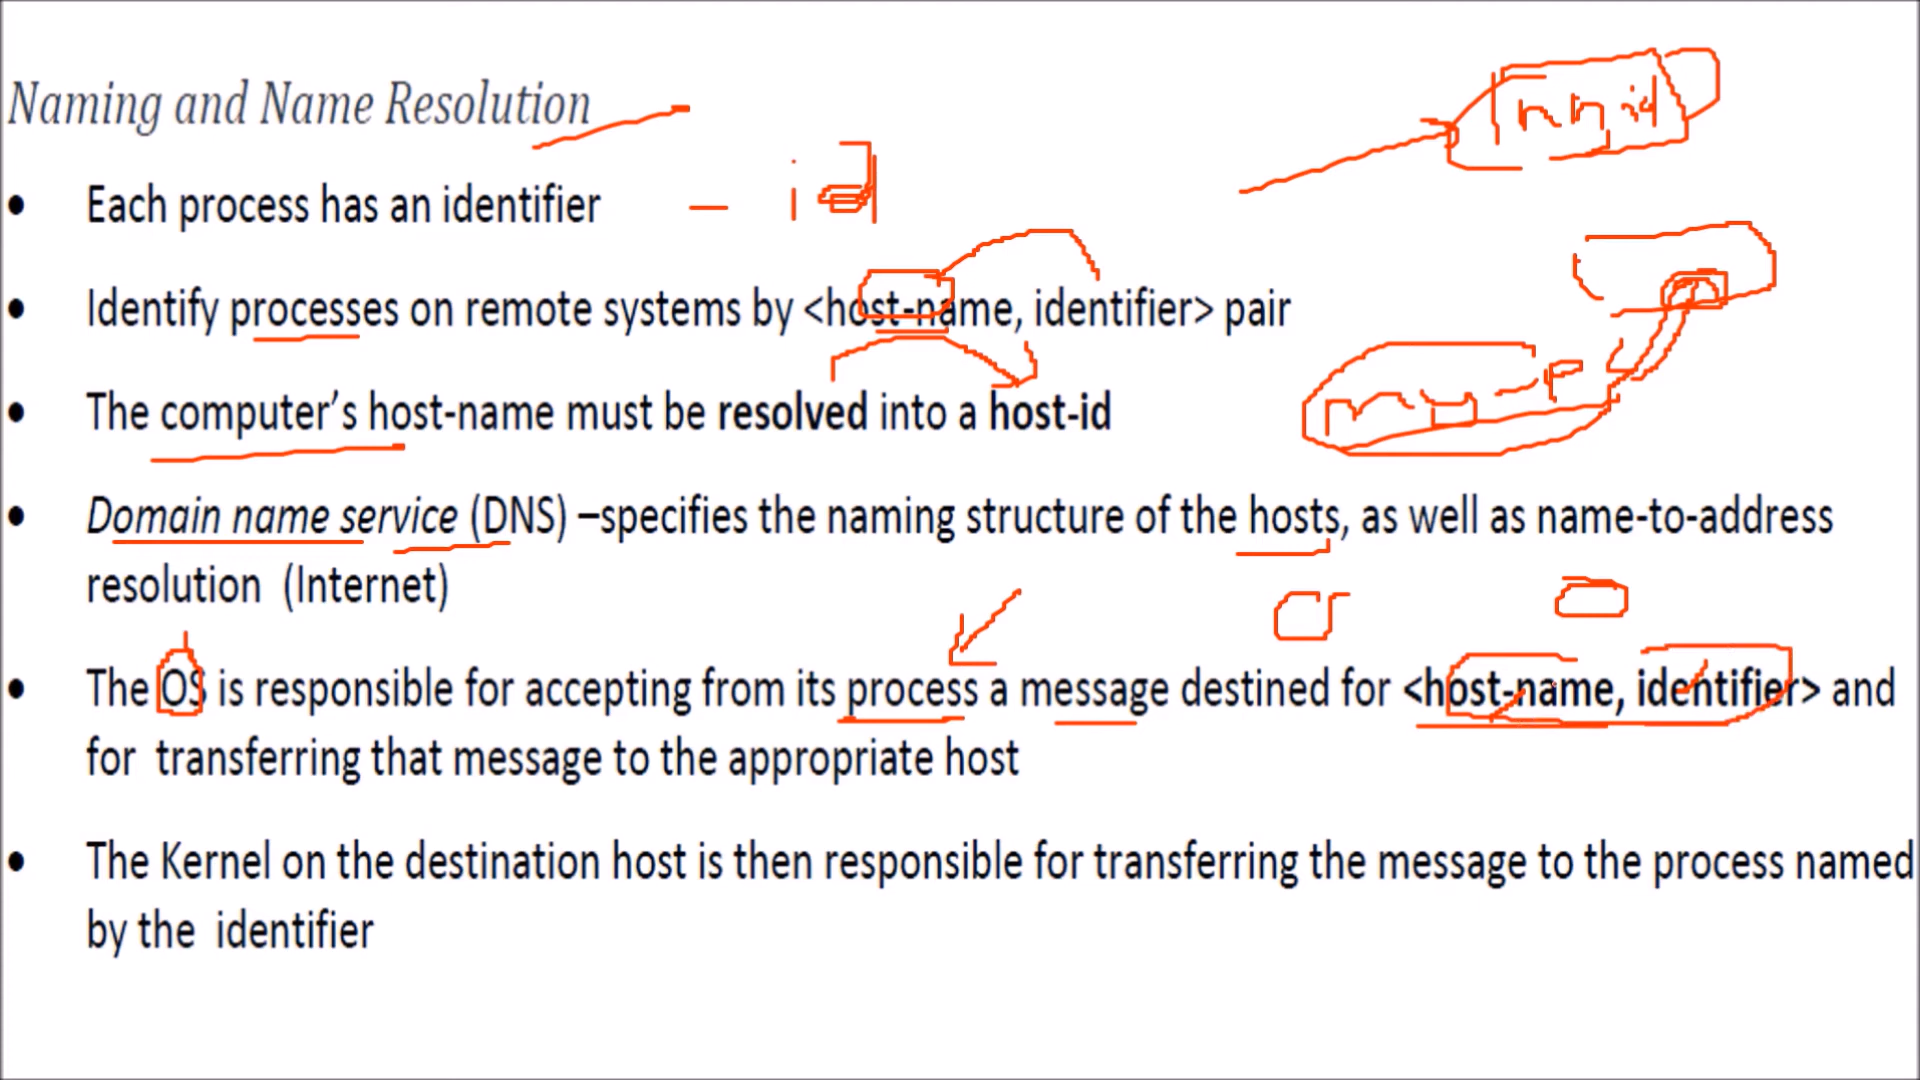 Naming and Name Resolution
• Each process has an identifier – id
• Identify processes on remote systems by <host-name, identifier> pair
• The computer's host-name must be resolved into a host-id
• Domain name service (DNS) –specifies the naming structure of the hosts, as well as name-to-address
resolution (Internet)
• The OS is responsible for accepting from its process a message destined for <host-name, identifier> and
for transferring that message to the appropriate host
• The Kernel on the destination host is then responsible for transferring the message to the process named
by the identifier